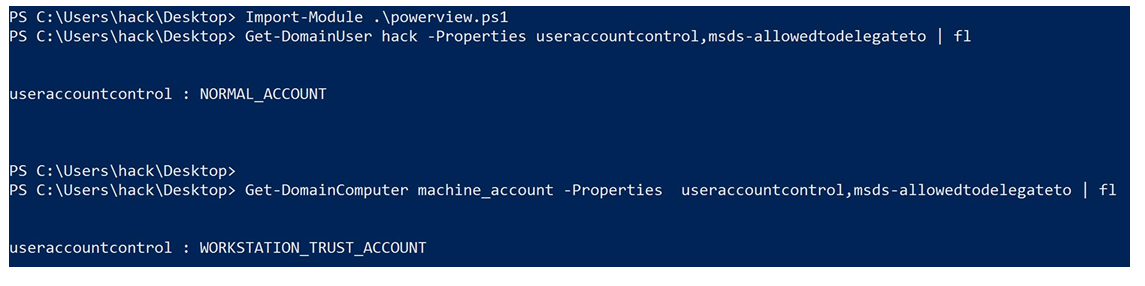 PS C:\Users\hack\Desktop> Import-Module .\powerview.ps1
PS C:\Users\hack\Desktop> Get-DomainUser hack -Properties useraccountcontrol,msds-allowedtodelegateto | fl
useraccountcontrol : NORMAL_ACCOUNT
PS C:\Users\hack\Desktop>
PS C:\Users\hack\Desktop> Get-DomainComputer machine_account -Properties  useraccountcontrol,msds-allowedtodelegateto | fl
useraccountcontrol : WORKSTATION_TRUST_ACCOUNT